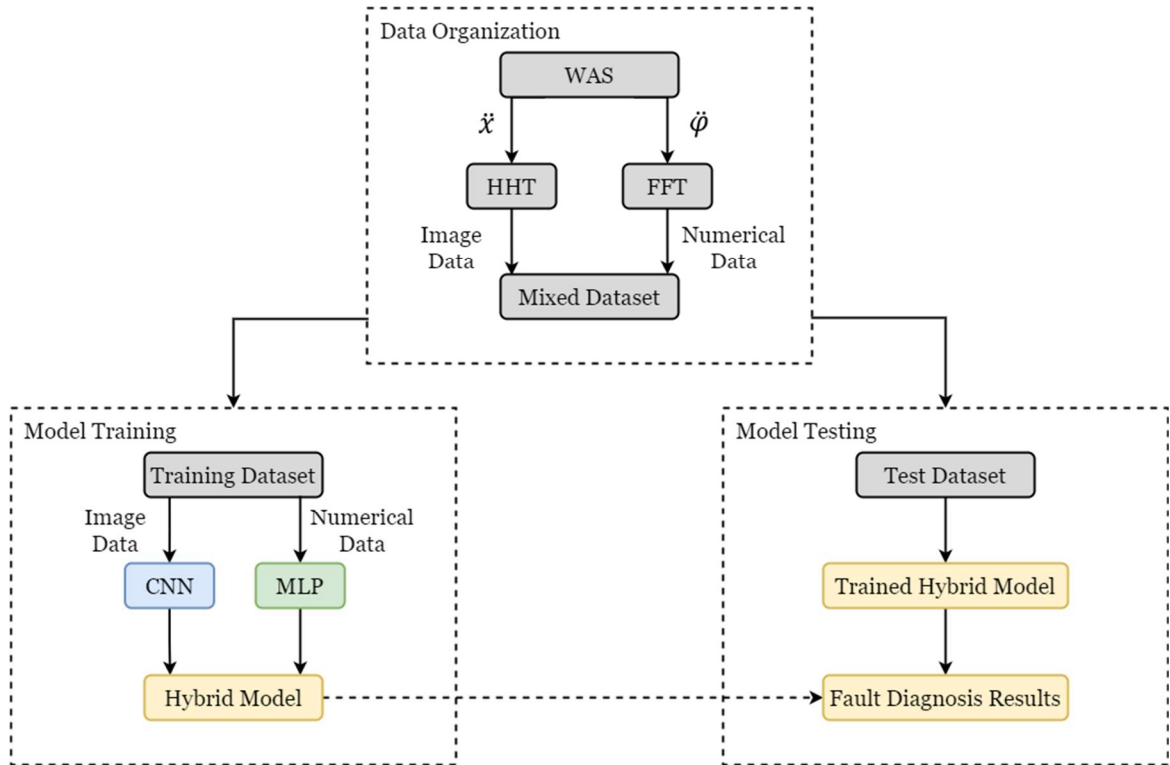 Data Organization
WAS
ẍ
φ̈
HHT
FFT
Image
Data
Numerical
Data
Mixed Dataset
Model Training
Training Dataset
Image
Data
Numerical
Data
CNN
MLP
Hybrid Model
Model Testing
Test Dataset
Trained Hybrid Model
Fault Diagnosis Results